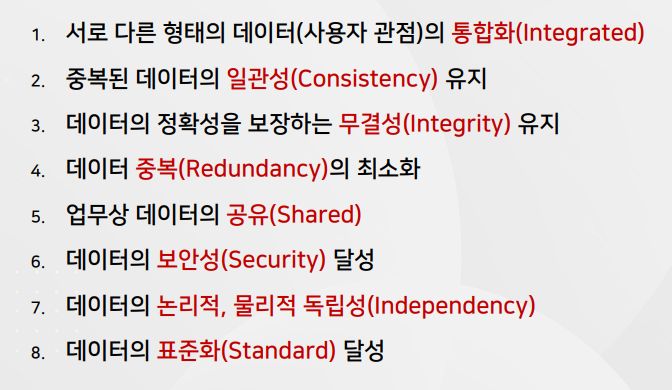 1. 서로 다른 형태의 데이터(사용자 관점)의 통합화(Integrated)
2. 중복된 데이터의 일관성(Consistency) 유지
3. 데이터의 정확성을 보장하는 무결성(Integrity) 유지
4. 데이터 중복(Redundancy)의 최소화
5. 업무상 데이터의 공유(Shared)
6. 데이터의 보안성(Security) 달성
7. 데이터의 논리적, 물리적 독립성(Independency)
8. 데이터의 표준화(Standard) 달성